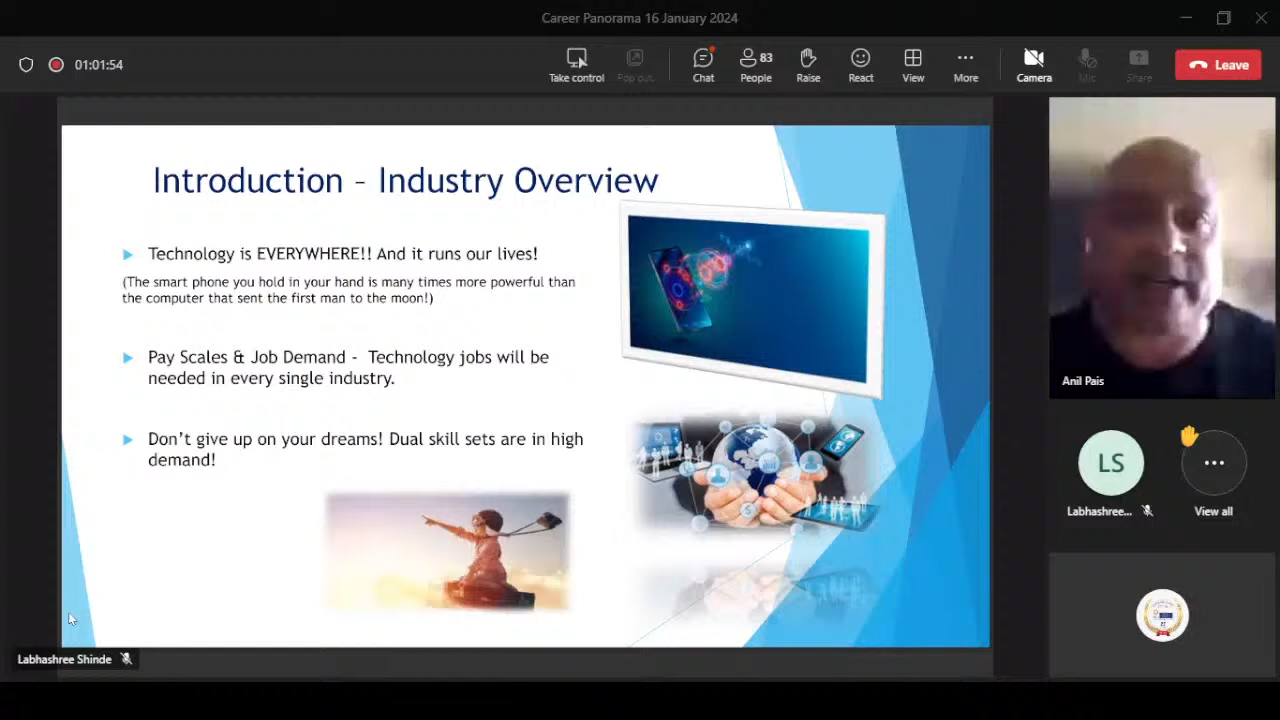 Career Panorama 16 January 2024
01:01:54
Take control
Pop out
Chat
83
People
Raise
React
View
More
Camera
Mic
Share
Leave
Introduction – Industry Overview
Technology is EVERYWHERE!! And it runs our lives!
(The smart phone you hold in your hand is many times more powerful than
the computer that sent the first man to the moon!)
Pay Scales & Job Demand - Technology jobs will be
needed in every single industry.
Don't give up on your dreams! Dual skill sets are in high
demand!
Anil Pais
LS
Labhashree...
View all
Labhashree Shinde